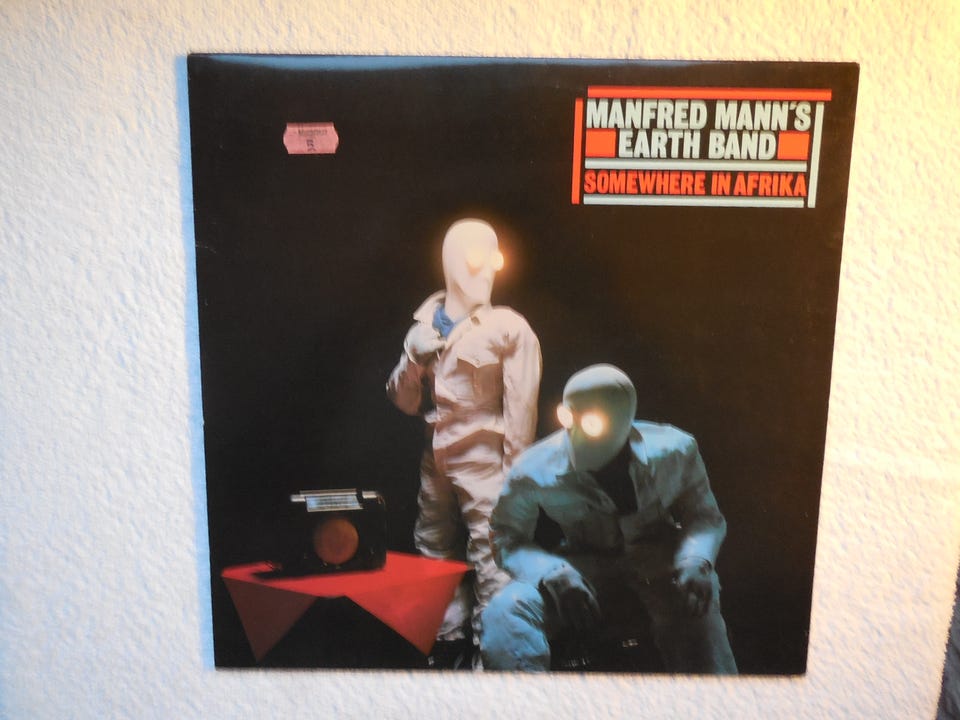 MANFRED MANN'S
EARTH BAND
SOMEWHERE IN AFRIKA